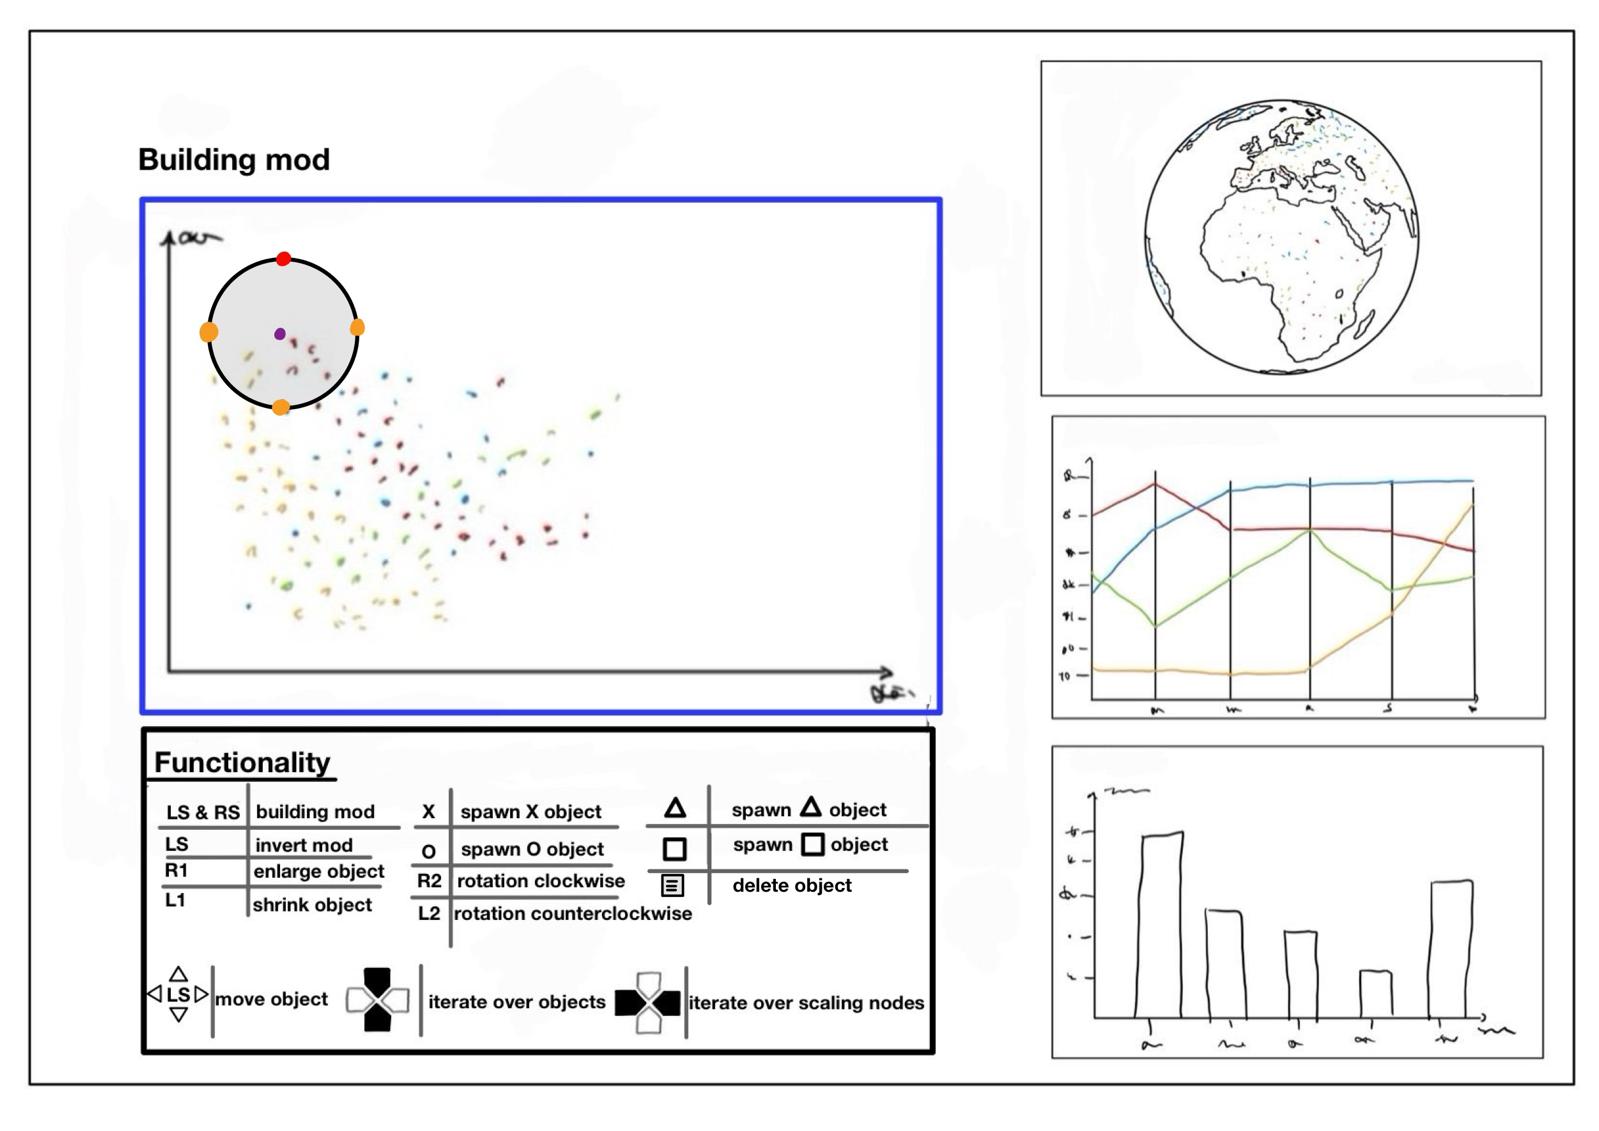 Building mod
Functionality
LS & RS building mod
LS invert mod
R1 enlarge object
L1 shrink object
X spawn X object
O spawn O object
R2 rotation clockwise
L2 rotation counterclockwise
△ spawn △ object
□ spawn □ object
delete object
LS move object
iterate over objects
iterate over scaling nodes